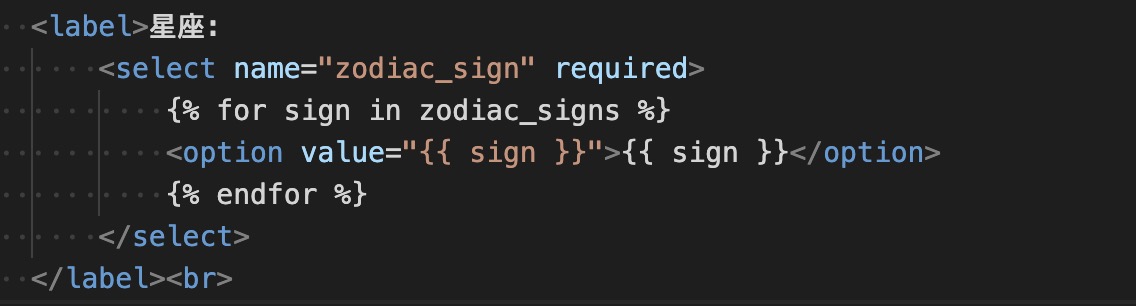 <label>星座:
<select name="zodiac_sign" required>
{% for sign in zodiac_signs %}
<option value="{{ sign }}">{{ sign }}</option>
{% endfor %}
</select>
</label><br>